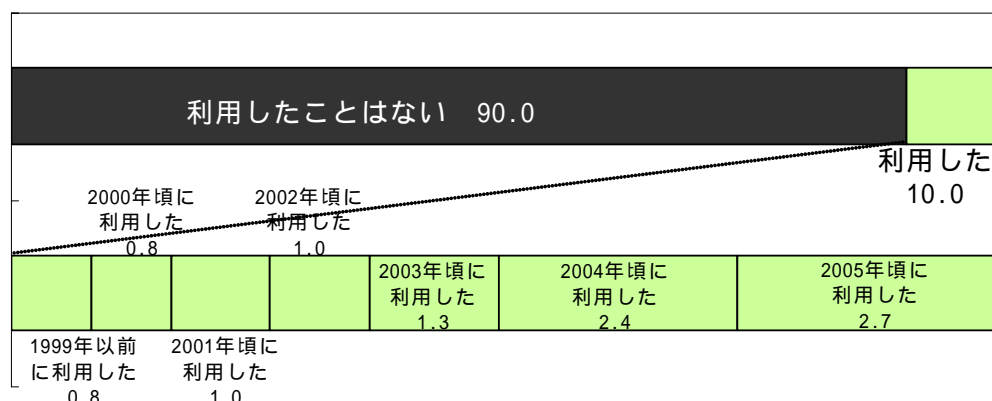 利用したことはない 90.0
利用した
10.0
2000年頃に
利用した
0.8
2002年頃に
利用した
1.0
2003年頃に
利用した
1.3
2004年頃に
利用した
2.4
2005年頃に
利用した
2.7
1999年以前
に利用した
0.8
2001年頃に
利用した
1.0